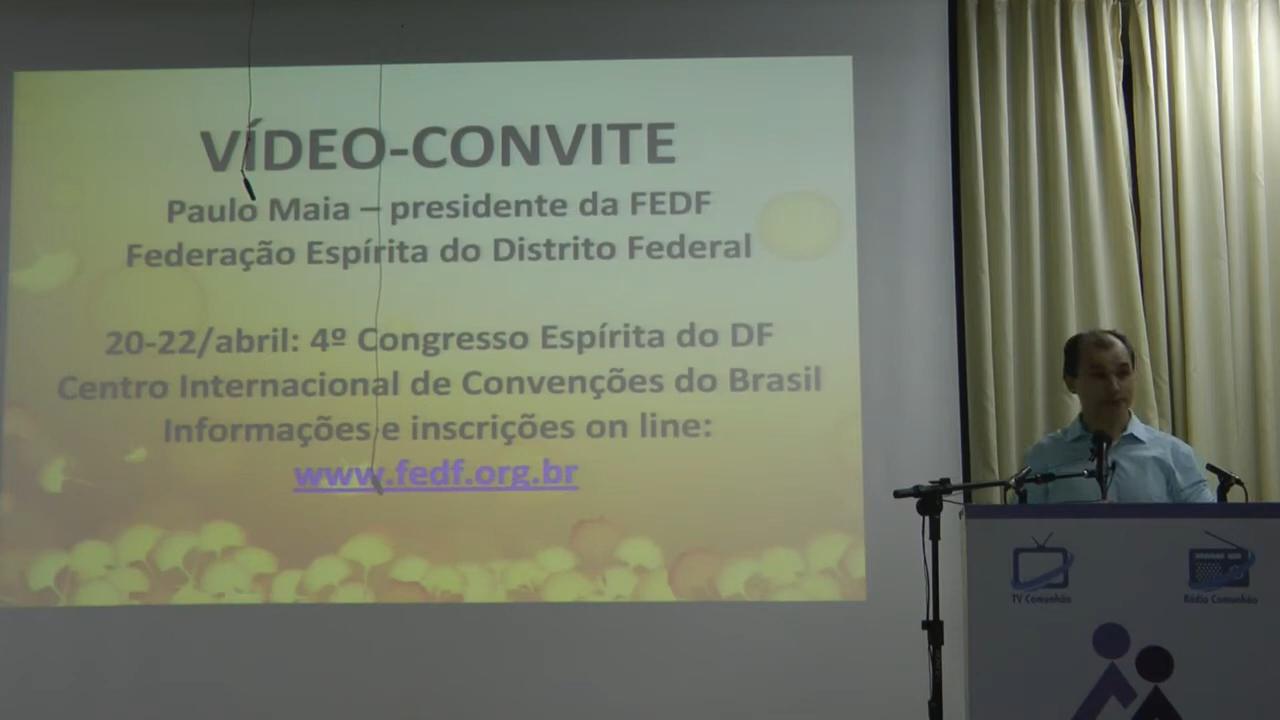 VÍDEO-CONVITE
Paulo Maia – presidente da FEDF
Federação Espírita do Distrito Federal
20-22/abril: 4º Congresso Espírita do DF
Centro Internacional de Convenções do Brasil
Informações e inscrições on line:
www.fedf.org.br
TV Comunhão
Rádio Comunhão